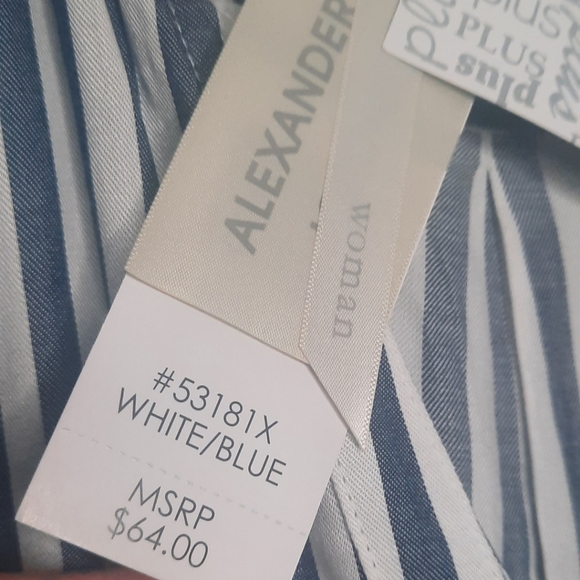 ALEXANDER
woman
plus
PLUS
plus
#53181X
WHITE/BLUE
MSRP
$64.00